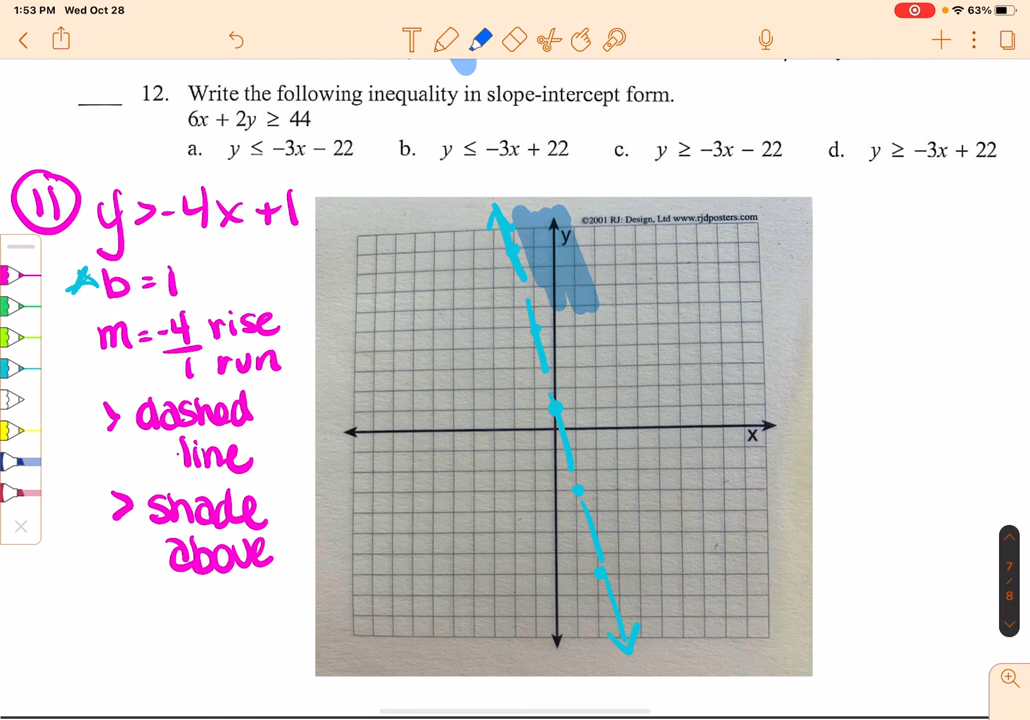 1:53 PM Wed Oct 28
63%
T
12. Write the following inequality in slope-intercept form.
6x + 2y ≥ 44
a. y ≤ −3x − 22 b. y ≤ −3x + 22 c. y ≥ −3x − 22 d. y ≥ −3x + 22
11 y > -4x + 1
b = 1
m = -4/1 rise run
> dashed
line
> shade
above
©2001 RJ: Design, Ltd www.rjdposters.com
y
x
7
/
8